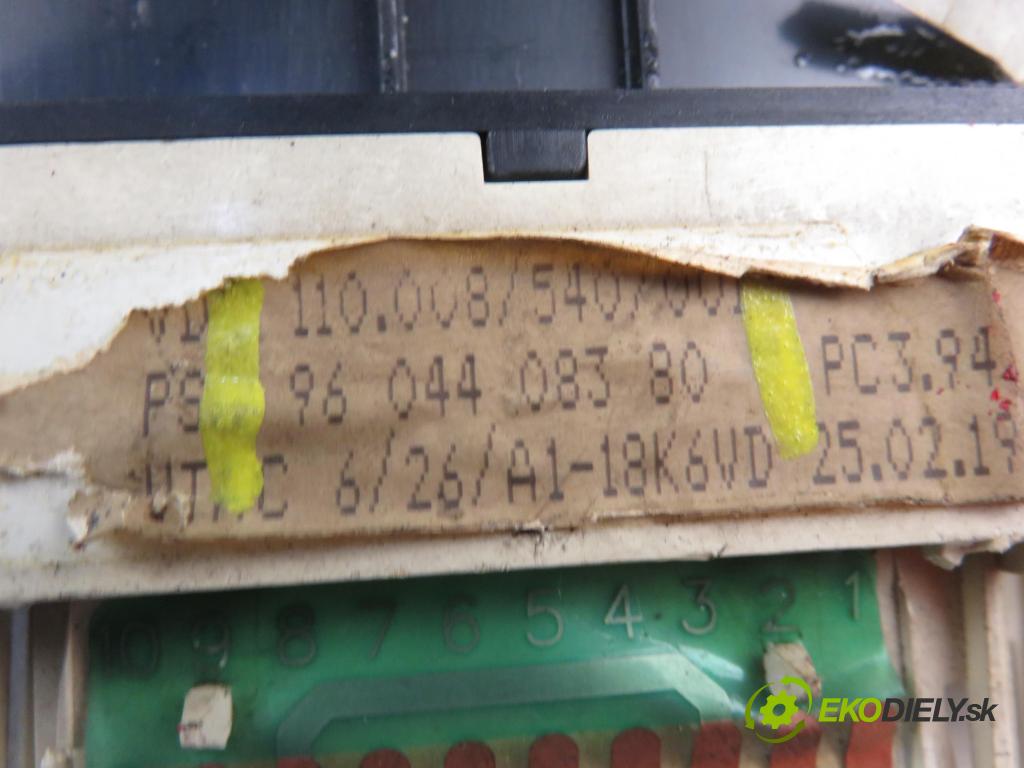 110.008/540/001
96 044 083 80 PC3.94
6/26/A1-18K6VD 25.02.19
10 9 8 7 6 5 4 3 2 1
EKODIELY.sk